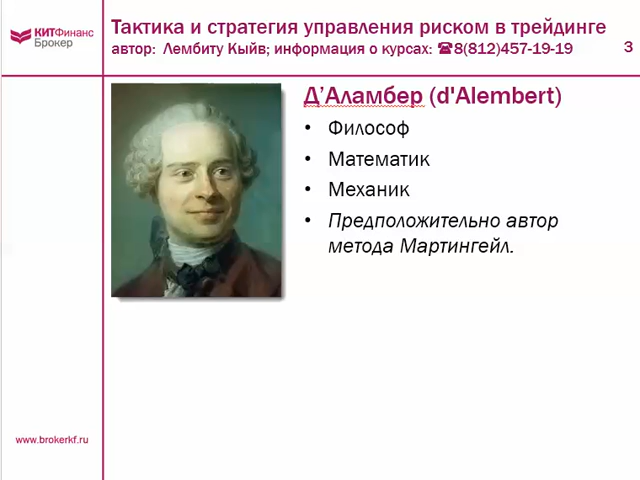 КИТФинанс
Брокер
Тактика и стратегия управления риском в трейдинге
автор: Лембиту Кыйв; информация о курсах: ☎8(812)457-19-19
3
Д’Аламбер (d'Alembert)
• Философ
• Математик
• Механик
• Предположительно автор
метода Мартингейл.
www.brokerkf.ru